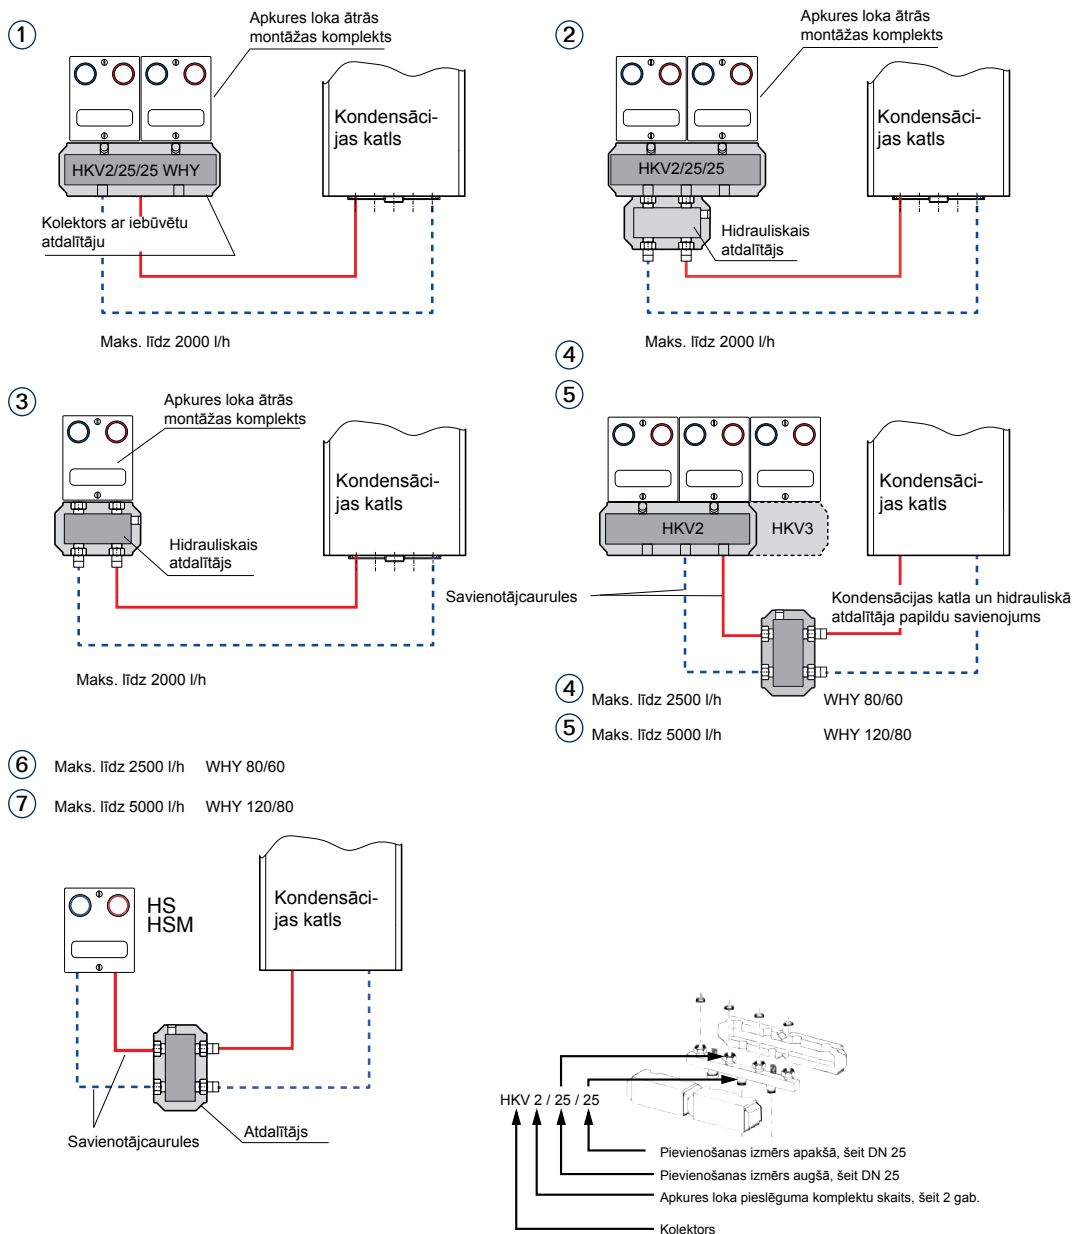 1
Apkures loka ātrās
montāžas komplekts
HKV2/25/25 WHY
Kondensāci-
jas katls
Kolektors ar iebūvētu
atdalītāju
Maks. līdz 2000 l/h
2
Apkures loka ātrās
montāžas komplekts
HKV2/25/25
Kondensāci-
jas katls
Hidrauliskais
atdalītājs
Maks. līdz 2000 l/h
3
Apkures loka ātrās
montāžas komplekts
Kondensāci-
jas katls
Hidrauliskais
atdalītājs
Maks. līdz 2000 l/h
4
5
HKV2
HKV3
Kondensāci-
jas katls
Savienotājcaurules
Kondensācijas katla un hidrauliskā
atdalītāja papildu savienojums
4 Maks. līdz 2500 l/h WHY 80/60
5 Maks. līdz 5000 l/h WHY 120/80
6 Maks. līdz 2500 l/h WHY 80/60
7 Maks. līdz 5000 l/h WHY 120/80
HS
HSM
Kondensāci-
jas katls
Savienotājcaurules
Atdalītājs
HKV 2 / 25 / 25
Pievienošanas izmērs apakšā, šeit DN 25
Pievienošanas izmērs augšā, šeit DN 25
Apkures loka pieslēguma komplektu skaits, šeit 2 gab.
Kolektors